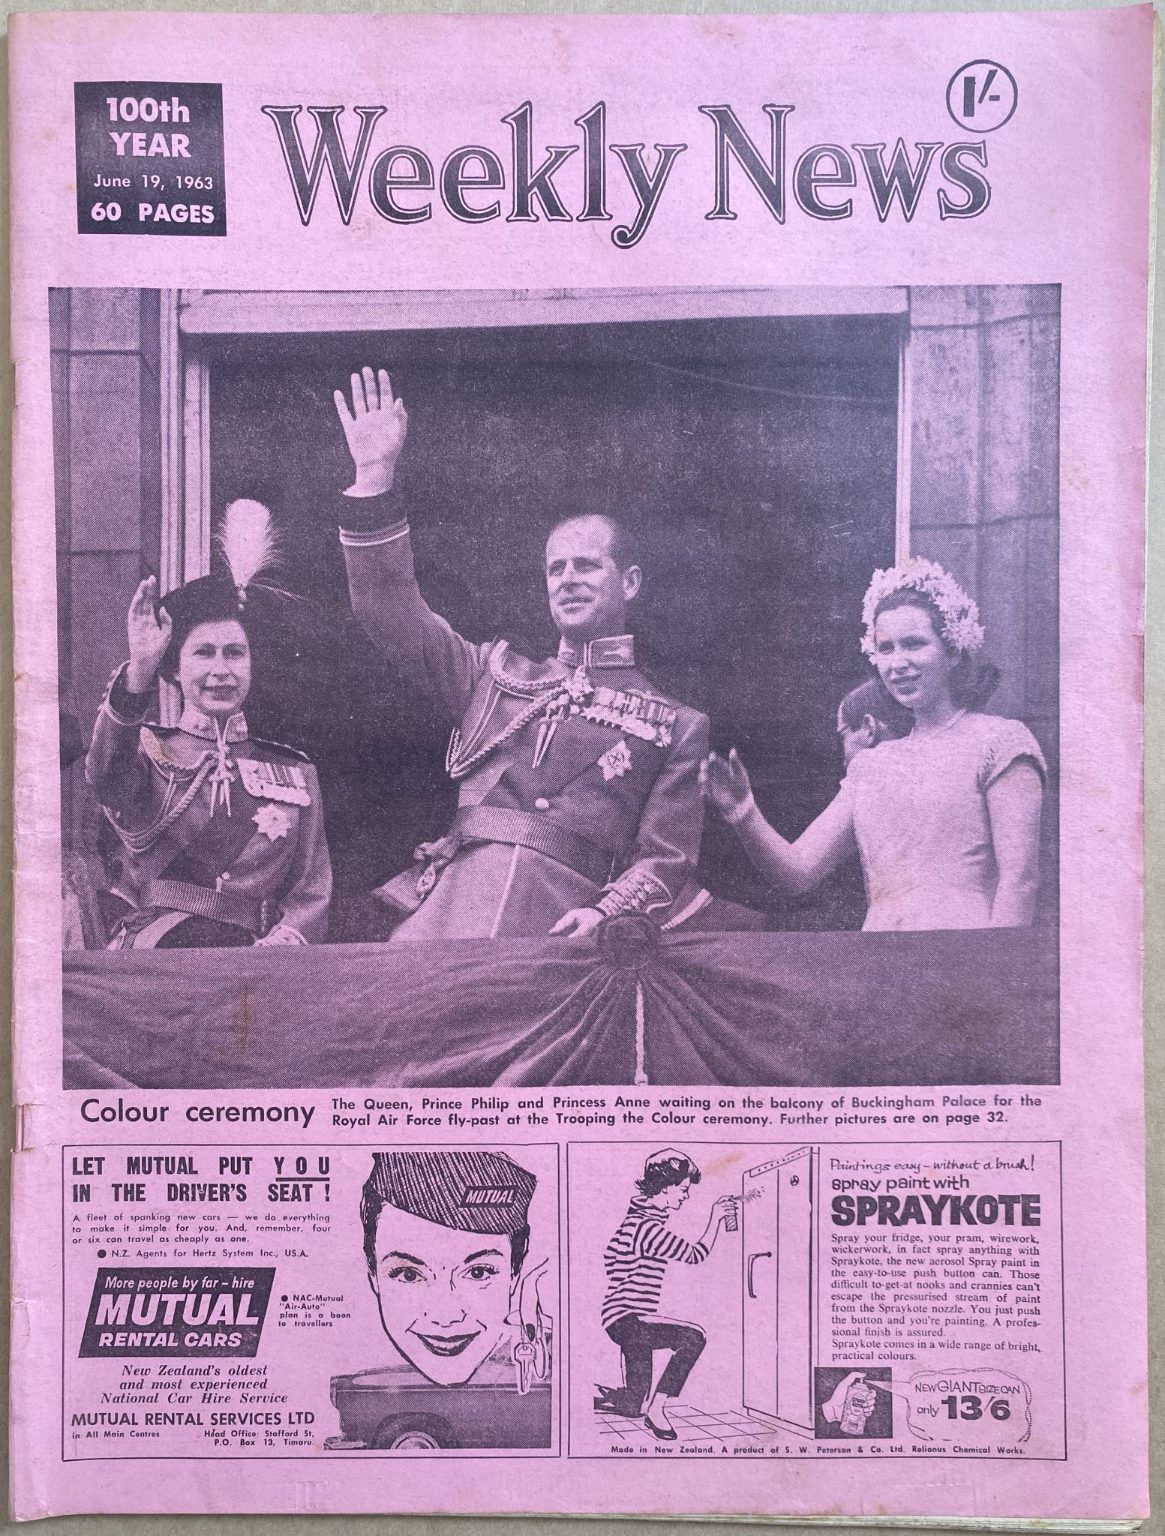 100th
YEAR
June 19, 1963
60 PAGES
Weekly News
1/-
Colour ceremony
The Queen, Prince Philip and Princess Anne waiting on the balcony of Buckingham Palace for the
Royal Air Force fly-past at the Trooping the Colour ceremony. Further pictures are on page 32.
LET MUTUAL PUT YOU
IN THE DRIVER'S SEAT !
A fleet of spanking new cars — we do everything
to make it simple for you. And, remember, four
or six can travel as cheaply as one.
● N.Z. Agents for Hertz System Inc., U.S.A.
More people by far – hire
MUTUAL
RENTAL CARS
● NAC-Mutual
"Air-Auto"
plan is a boon
to travellers
New Zealand's oldest
and most experienced
National Car Hire Service
MUTUAL RENTAL SERVICES LTD
in All Main Centres
Head Office: Stafford St,
P.O. Box 13, Timaru.
MUTUAL
Painting's easy – without a brush!
spray paint with
SPRAYKOTE
Spray your fridge, your pram, wirework,
wickerwork, in fact spray anything with
Spraykote, the new aerosol Spray paint in
the easy-to-use push button can. Those
difficult to-get-at nooks and crannies can't
escape the pressurised stream of paint
from the Spraykote nozzle. You just push
the button and you're painting. A profes-
sional finish is assured.
Spraykote comes in a wide range of bright,
practical colours.
NEW GIANT SIZE CAN
only 13/6
Made in New Zealand. A product of S. W. Peterson & Co. Ltd. Relionus Chemical Works.